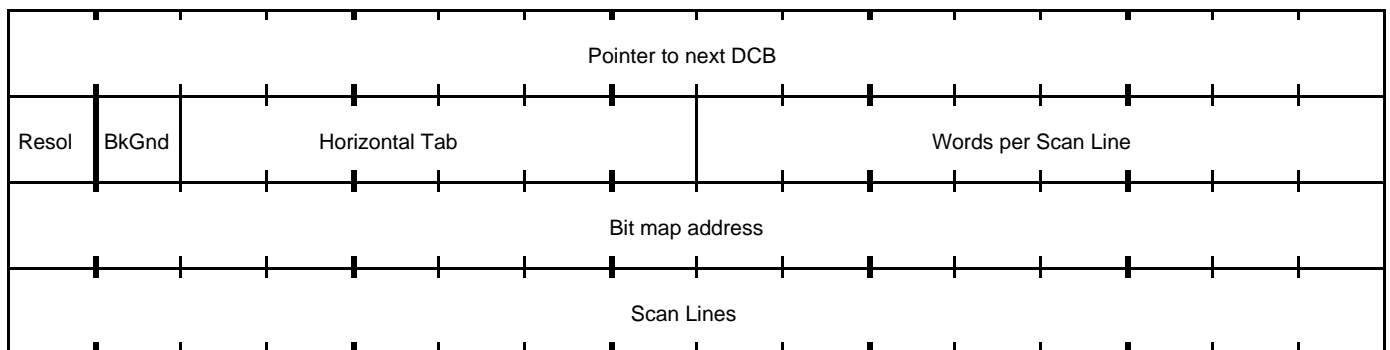 Pointer to next DCB
Resol BkGnd Horizontal Tab Words per Scan Line
Bit map address
Scan Lines